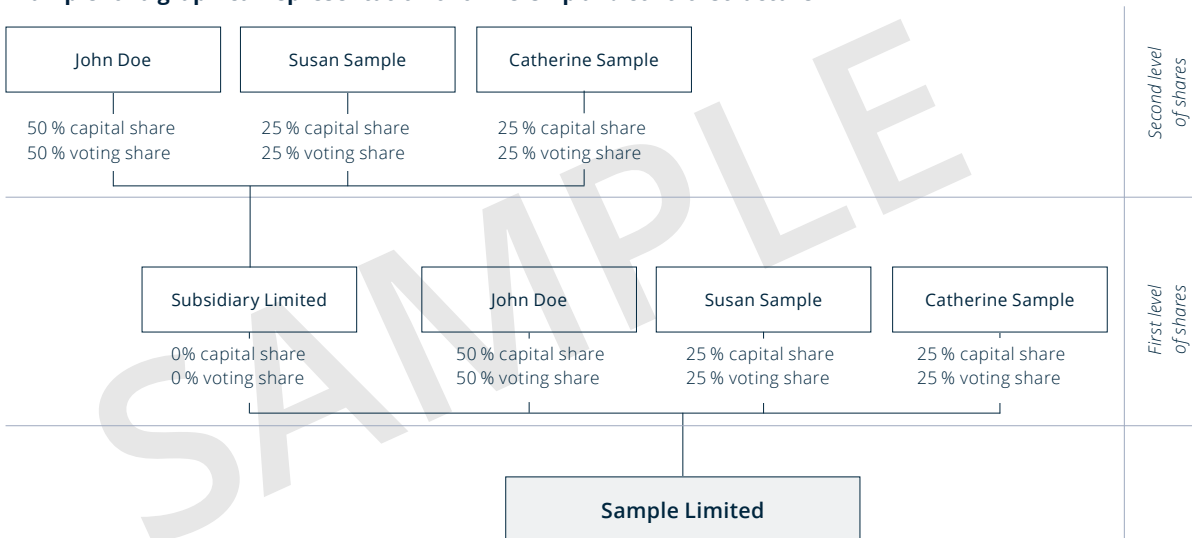 John Doe
Susan Sample
Catherine Sample
50 % capital share
50 % voting share
25 % capital share
25 % voting share
25 % capital share
25 % voting share
Second level
of shares
Subsidiary Limited
John Doe
Susan Sample
Catherine Sample
0% capital share
0 % voting share
50 % capital share
50 % voting share
25 % capital share
25 % voting share
25 % capital share
25 % voting share
First level
of shares
Sample Limited
SAMPLE